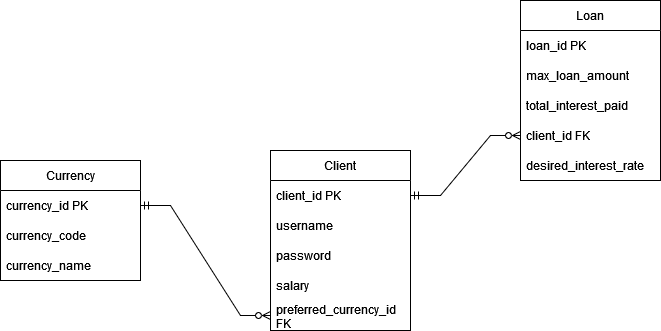 Loan
loan_id PK
max_loan_amount
total_interest_paid
client_id FK
desired_interest_rate
Client
client_id PK
username
password
salary
preferred_currency_id
FK
Currency
currency_id PK
currency_code
currency_name